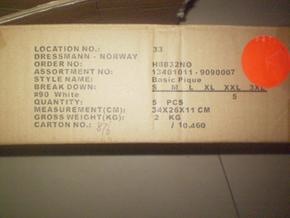 LOCATION NO.: 33
DRESSMANN - NORWAY
ORDER NO: H8832NO
ASSORTMENT NO: 13401011 - 9090007
STYLE NAME: Basic Pique
BREAK DOWN: S M L XL XXL 3XL
#90 White 5
QUANTITY: 5 PCS
MEASUREMENT(CM): 34X26X11 CM
GROSS WEIGHT(KG): 2 KG
CARTON NO.: / 10,460